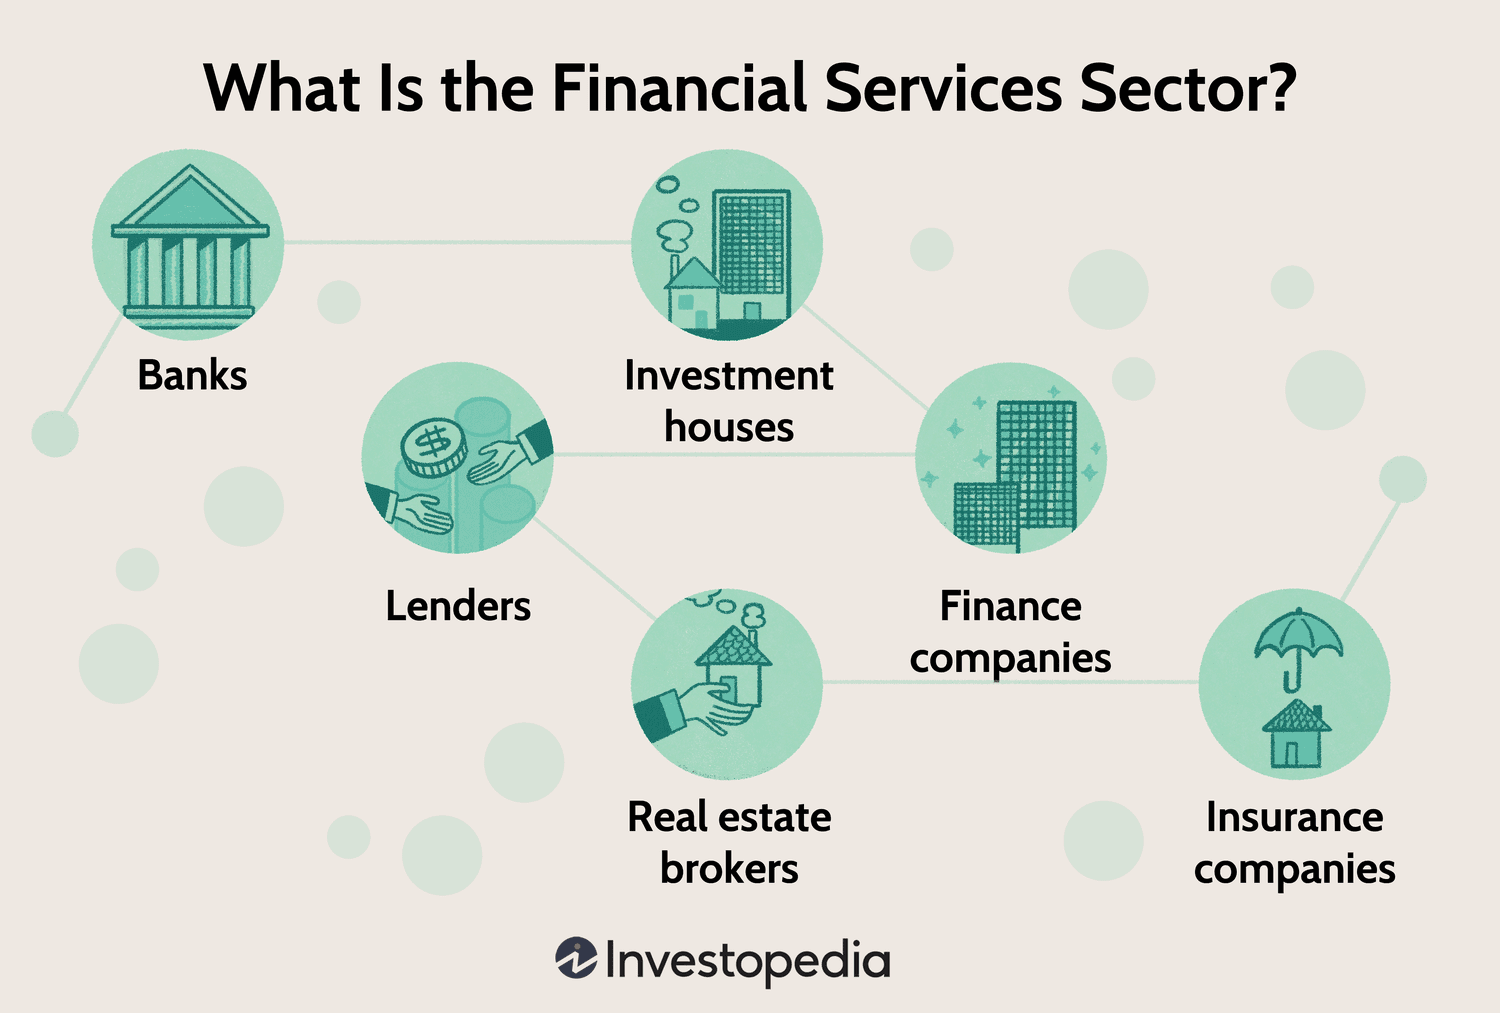 What Is the Financial Services Sector?
Banks
Investment
houses
Lenders
Finance
companies
Real estate
brokers
Insurance
companies
Investopedia